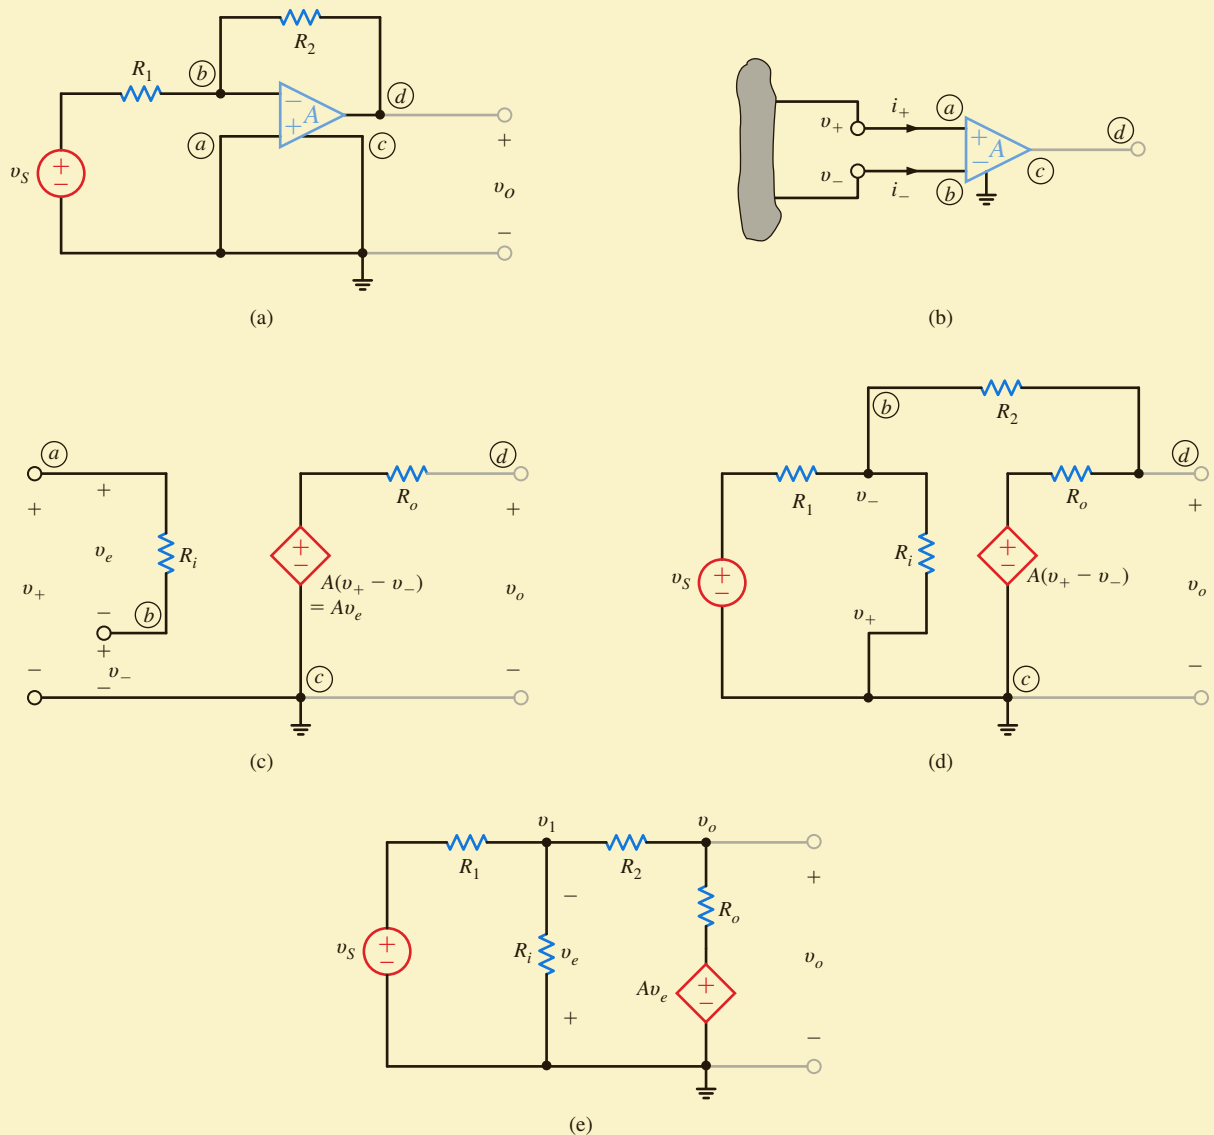 R2
R1
b
−
A
d
a
+
c
+
vS
+
−
vO
−
(a)
v+
i+
a
+
A
−
d
c
v−
i−
b
(b)
a
+
+
ve
Ri
v+
−
b
+
v−
−
−
+
−
A(v+ − v−)
= Ave
Ro
d
+
vo
−
c
(c)
b
R2
R1
v−
Ri
Ro
d
+
vS
+
−
+
−
A(v+ − v−)
vo
v+
−
c
(d)
v1
vo
R1
R2
−
Ro
+
vS
+
−
Ri
ve
vo
Ave
+
−
+
−
(e)